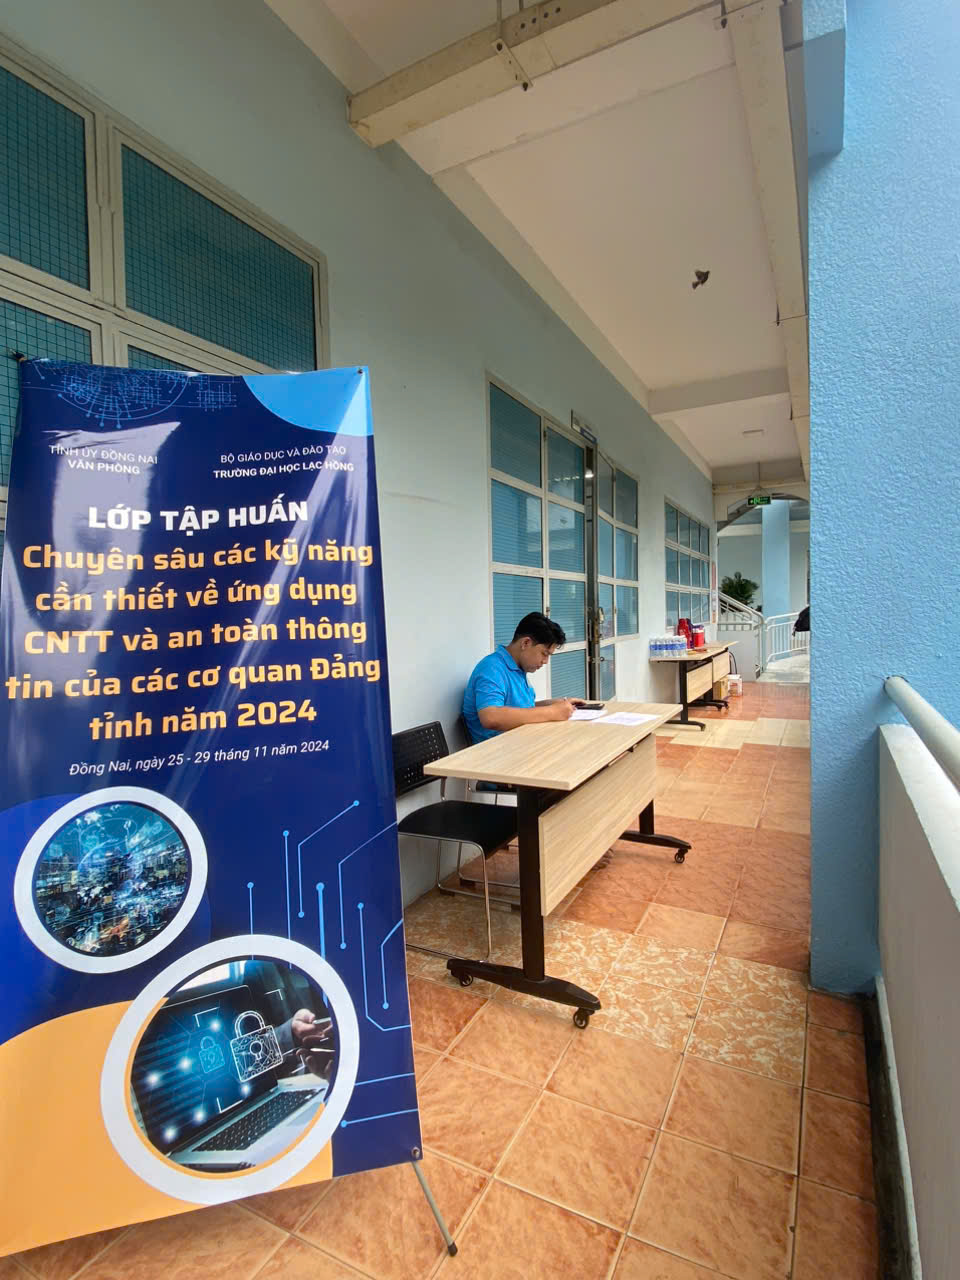 TỈNH ỦY ĐỒNG NAI
VĂN PHÒNG
BỘ GIÁO DỤC VÀ ĐÀO TẠO
TRƯỜNG ĐẠI HỌC LẠC HỒNG
LỚP TẬP HUẤN
Chuyên sâu các kỹ năng
cần thiết về ứng dụng
CNTT và an toàn thông
tin của các cơ quan Đảng
tỉnh năm 2024
Đồng Nai, ngày 25 - 29 tháng 11 năm 2024